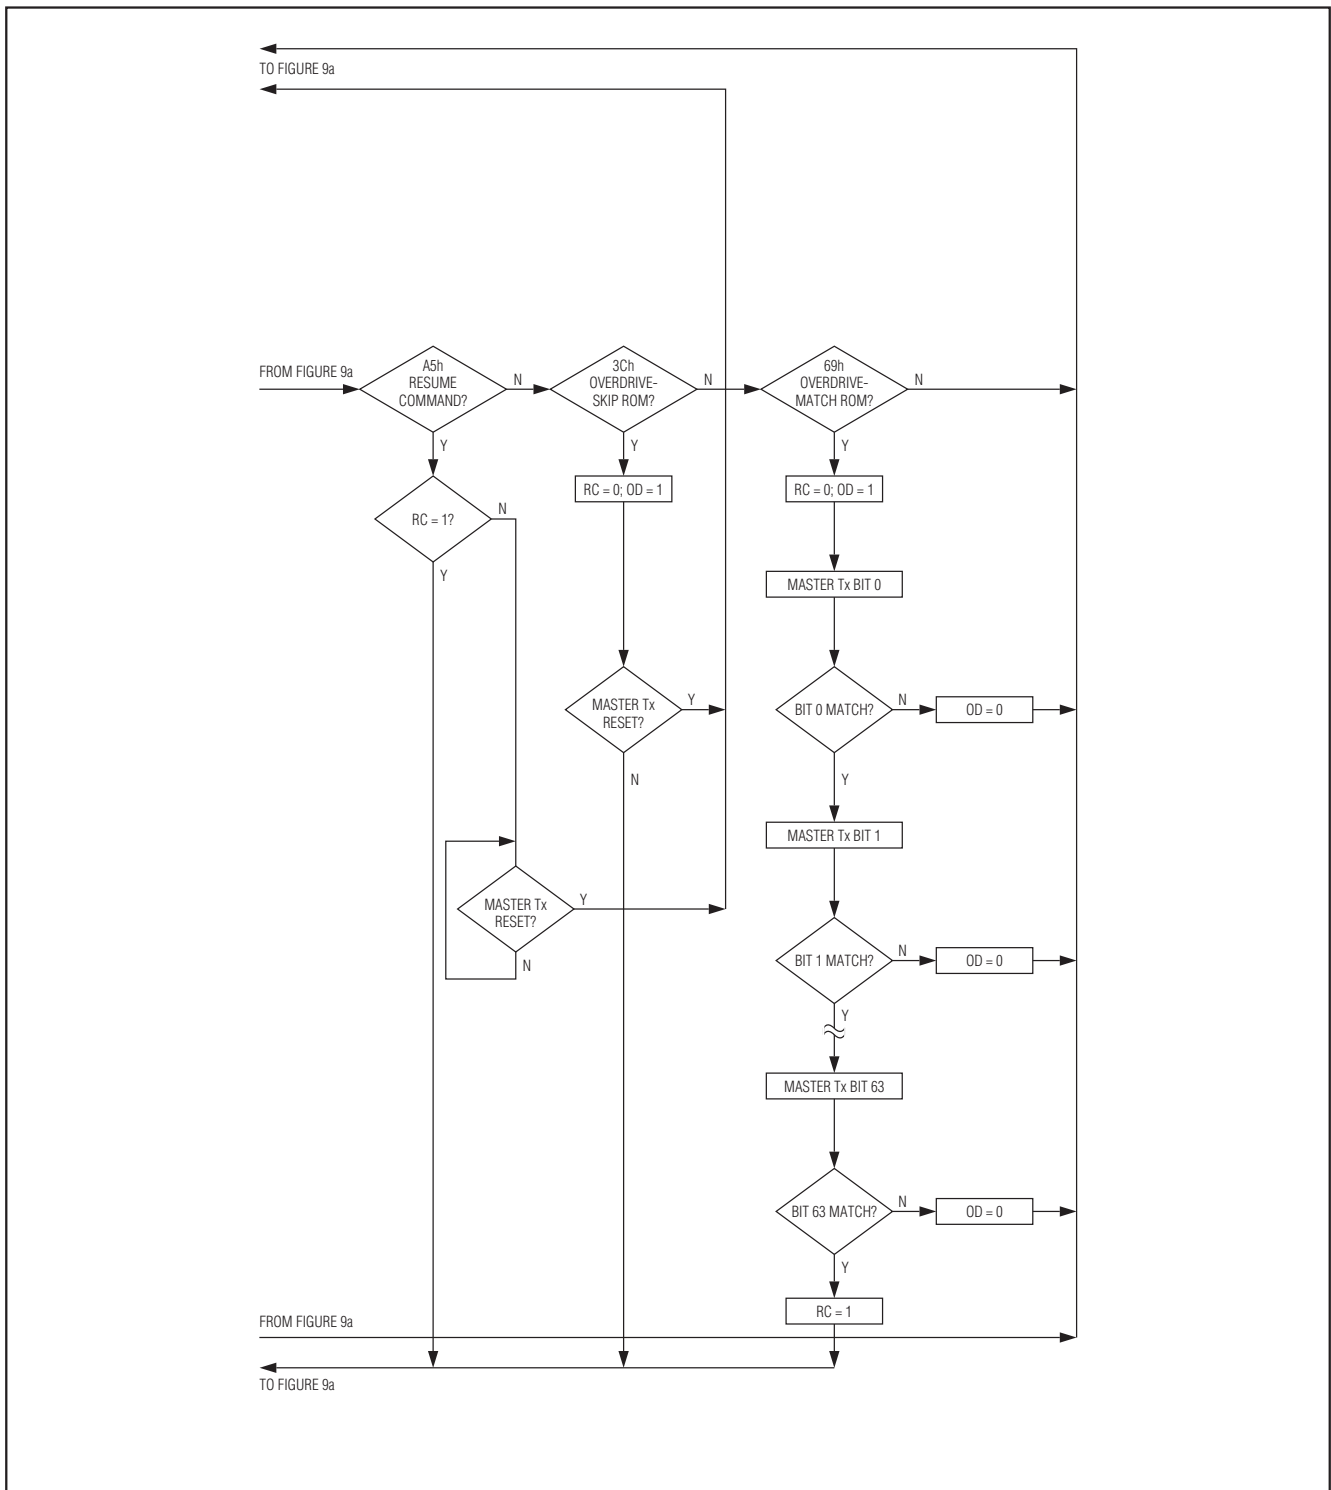 TO FIGURE 9a
FROM FIGURE 9a
A5h
RESUME
COMMAND?
N
3Ch
OVERDRIVE-
SKIP ROM?
N
69h
OVERDRIVE-
MATCH ROM?
N
Y
Y
Y
RC = 1?
N
RC = 0; OD = 1
RC = 0; OD = 1
Y
MASTER Tx BIT 0
MASTER Tx
RESET?
Y
BIT 0 MATCH?
N
OD = 0
N
Y
MASTER Tx BIT 1
MASTER Tx
RESET?
Y
N
BIT 1 MATCH?
N
OD = 0
Y
MASTER Tx BIT 63
BIT 63 MATCH?
N
OD = 0
Y
RC = 1
FROM FIGURE 9a
TO FIGURE 9a